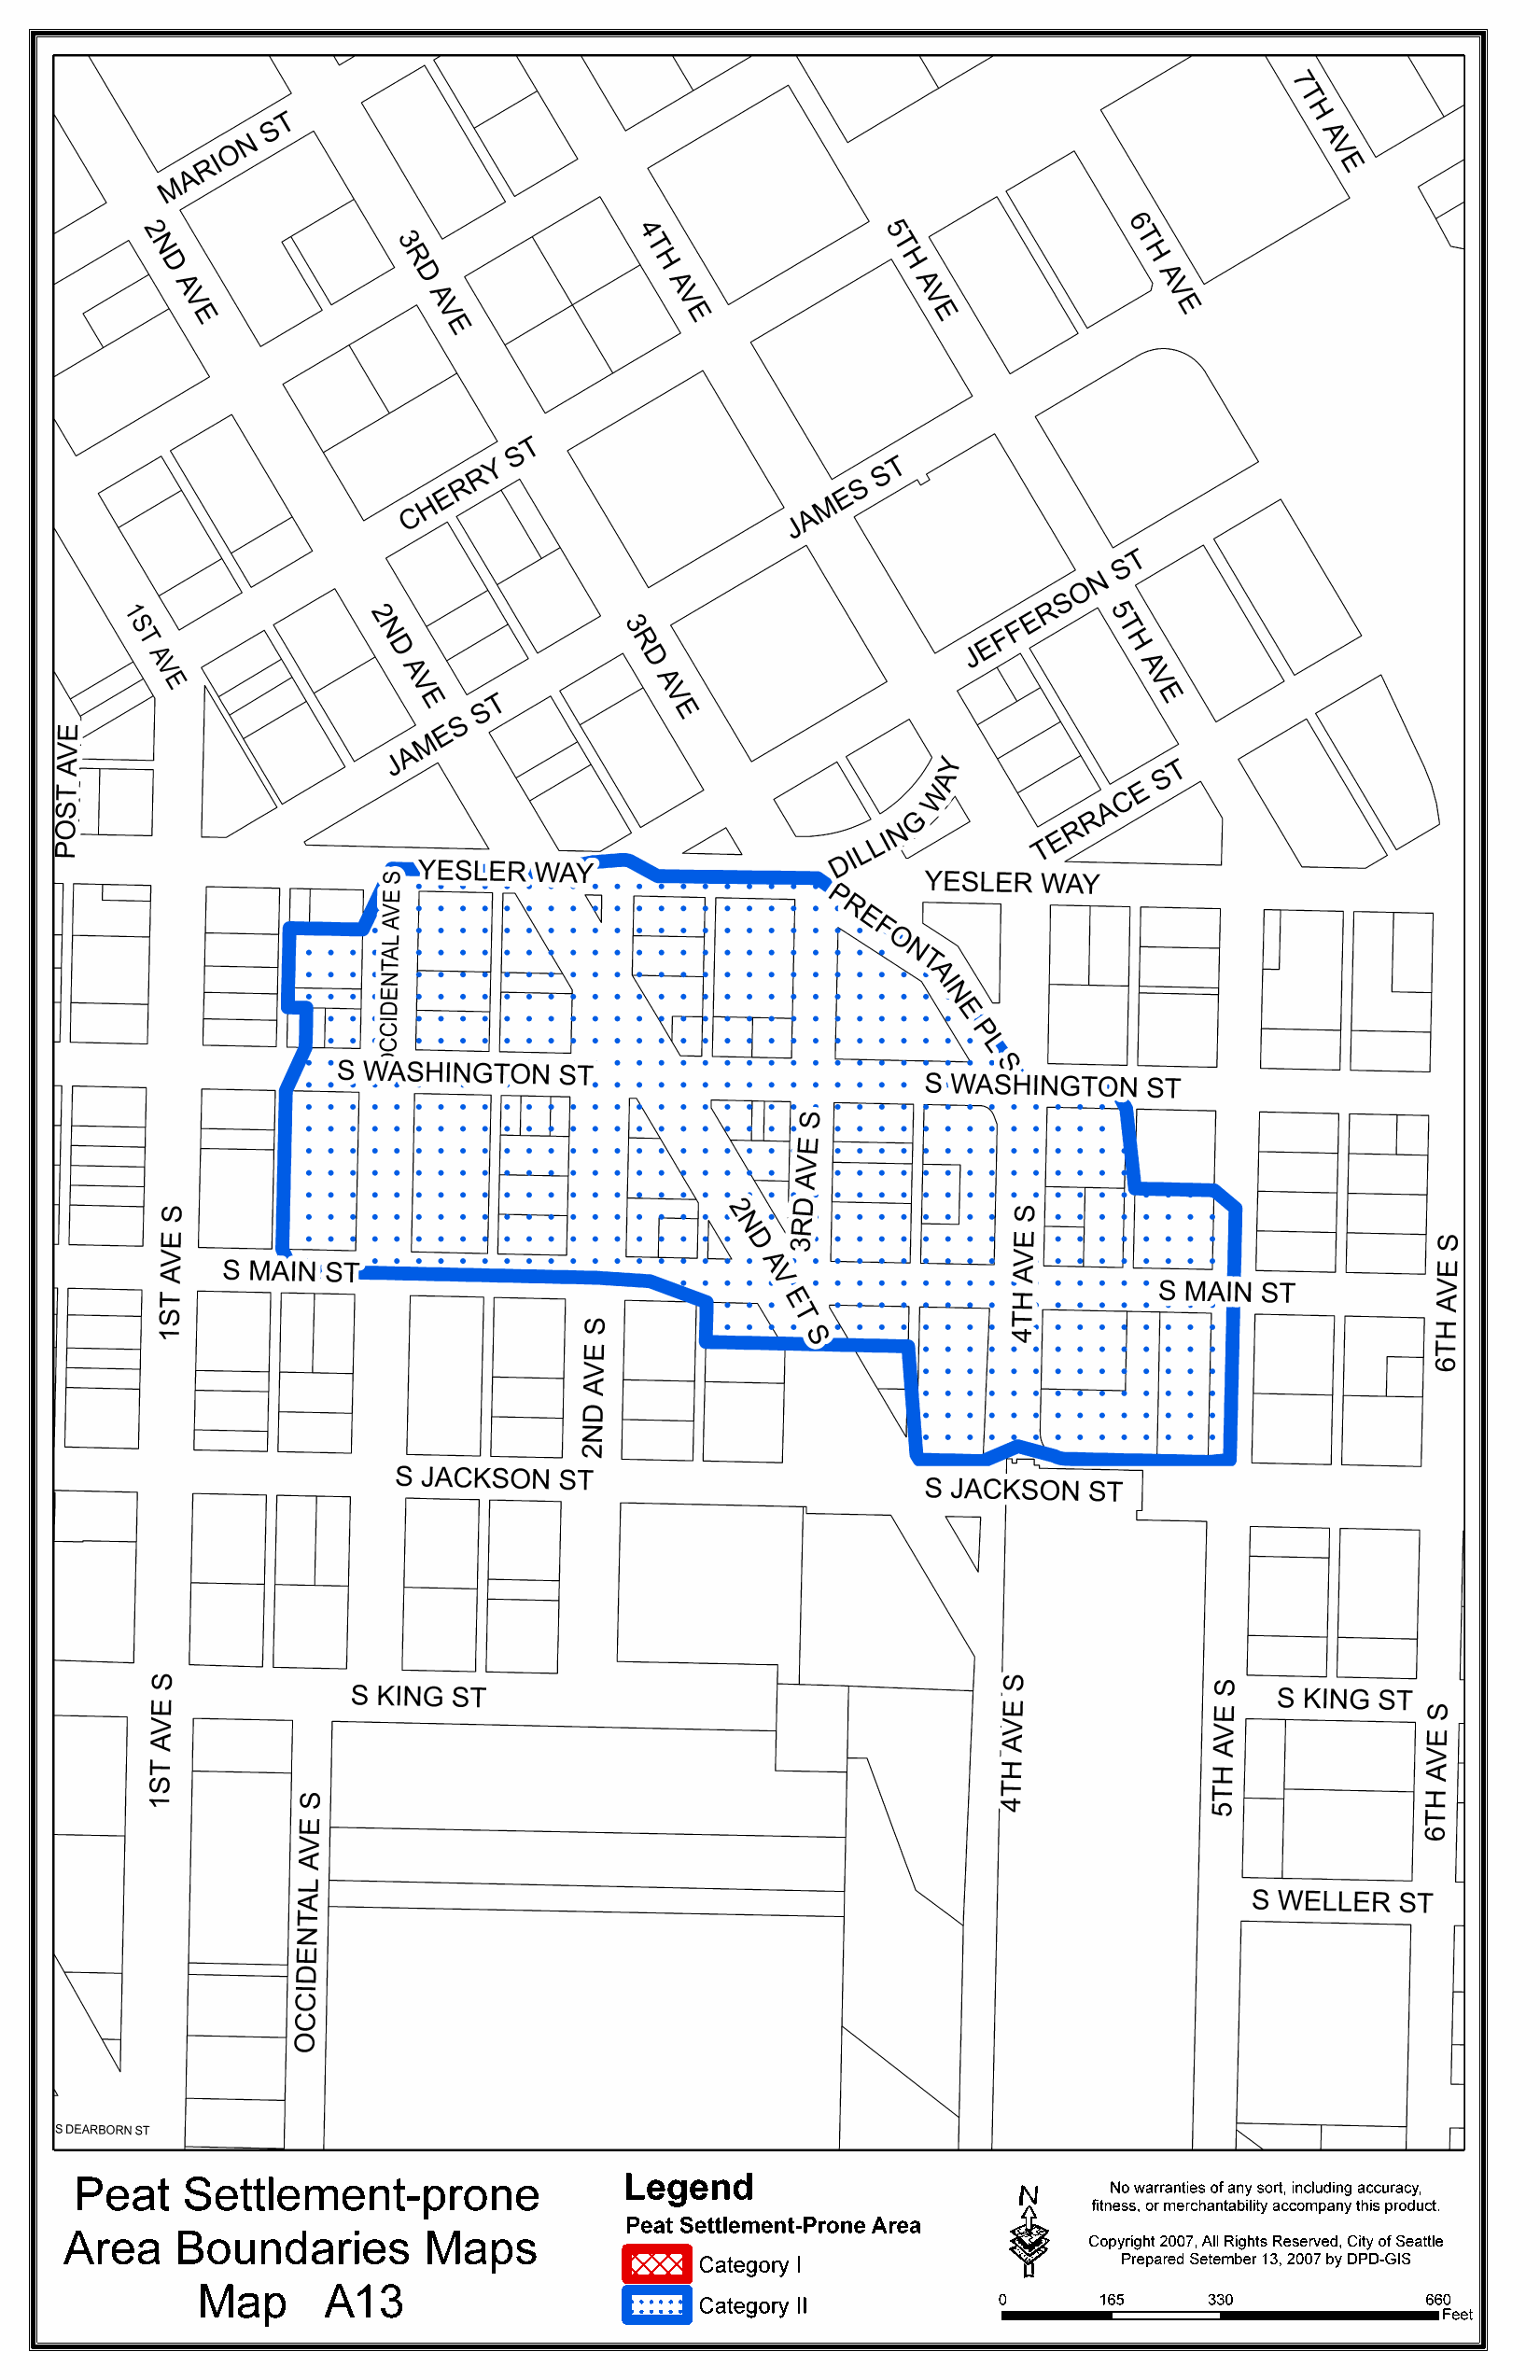 7TH AVE
MARION ST
2ND AVE
3RD AVE
4TH AVE
5TH AVE
6TH AVE
CHERRY ST
JAMES ST
JEFFERSON ST
1ST AVE
2ND AVE
3RD AVE
5TH AVE
JAMES ST
POST AVE
DILLING WAY
TERRACE ST
YESLER WAY
YESLER WAY
OCCIDENTAL AVE S
PREFONTAINE PL S
S WASHINGTON ST
S WASHINGTON ST
3RD AVE S
2ND AV ET S
1ST AVE S
4TH AVE S
6TH AVE S
S MAIN ST
S MAIN ST
2ND AVE S
S JACKSON ST
S JACKSON ST
1ST AVE S
S KING ST
4TH AVE S
5TH AVE S
S KING ST
6TH AVE S
OCCIDENTAL AVE S
S WELLER ST
S DEARBORN ST
Peat Settlement-prone
Area Boundaries Maps
Map A13
Legend
Peat Settlement-Prone Area
Category I
Category II
N
No warranties of any sort, including accuracy,
fitness, or merchantability accompany this product.
Copyright 2007, All Rights Reserved, City of Seattle
Prepared Setember 13, 2007 by DPD-GIS
0 165 330 660
Feet